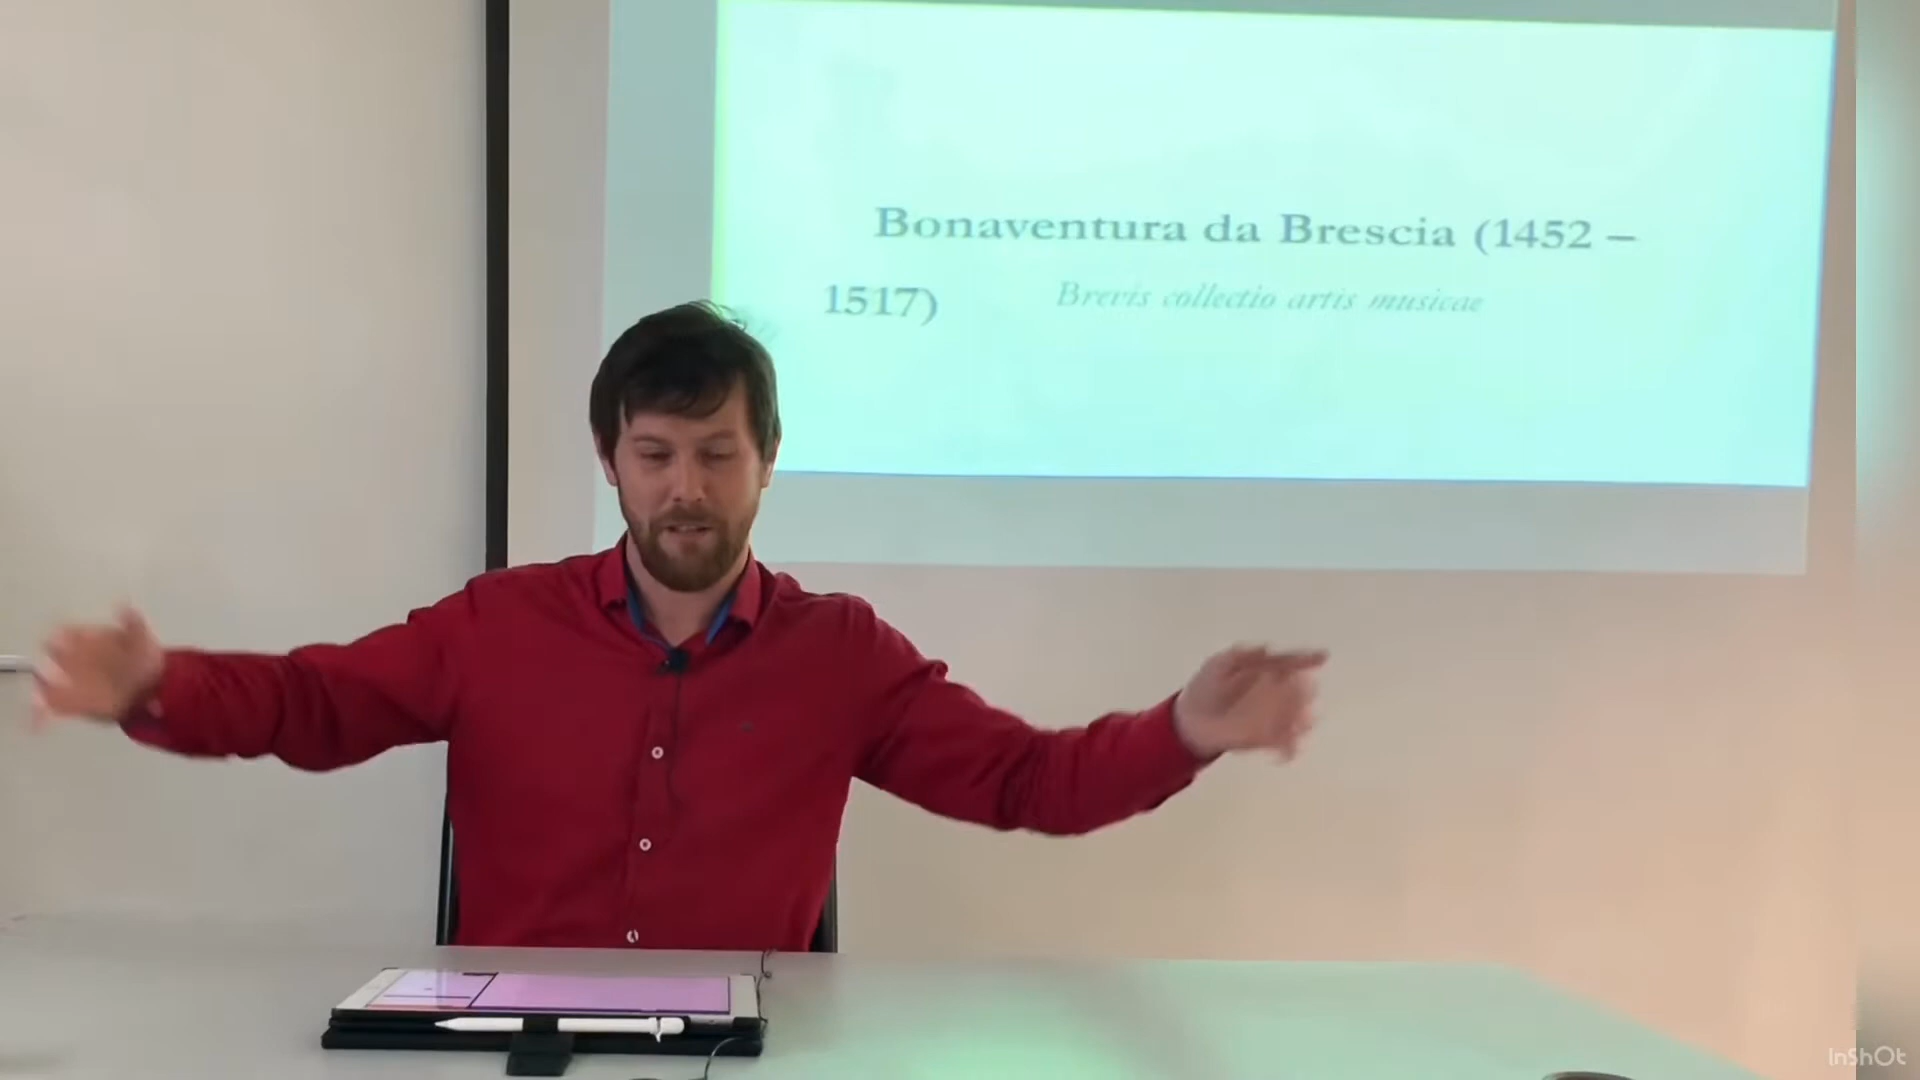 Bonaventura da Brescia (1452 –
1517) Brevis collectio artis musicae
InShOt